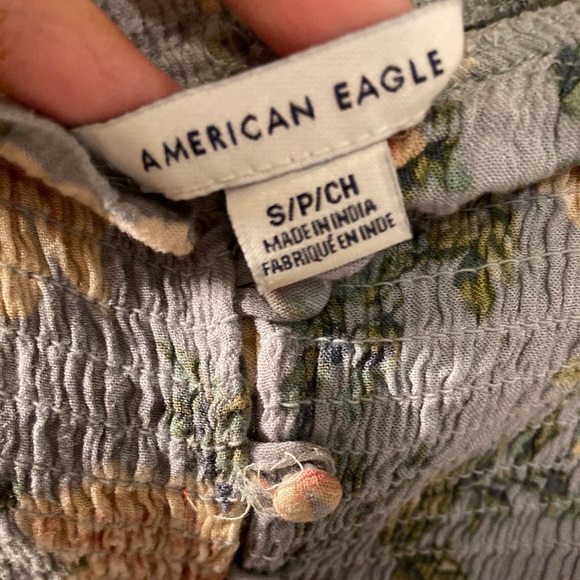 AMERICAN EAGLE
S/P/CH
MADE IN INDIA
FABRIQUÉ EN INDE